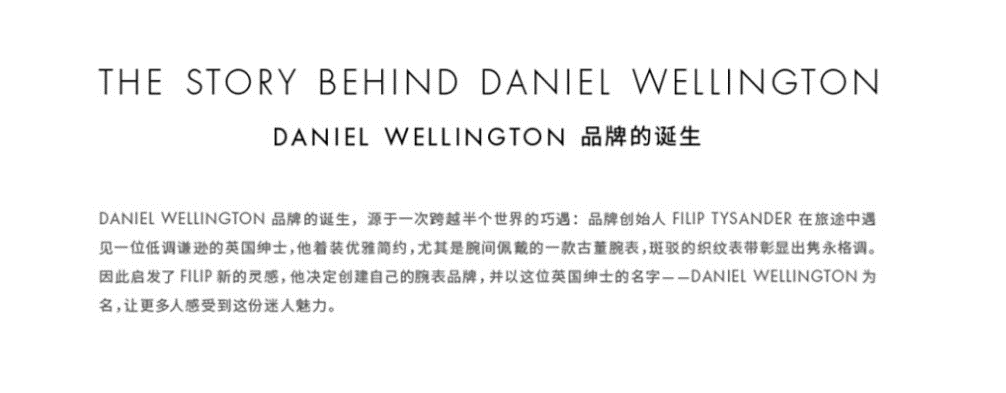 THE STORY BEHIND DANIEL WELLINGTON
DANIEL WELLINGTON 品牌的诞生
DANIEL WELLINGTON 品牌的诞生，源于一次跨越半个世界的巧遇：品牌创始人 FILIP TYSANDER 在旅途中遇
见一位低调谦逊的英国绅士，他着装优雅简约，尤其是腕间佩戴的一款古董腕表，斑驳的织纹表带彰显出隽永格调。
因此启发了 FILIP 新的灵感，他决定创建自己的腕表品牌，并以这位英国绅士的名字——DANIEL WELLINGTON 为
名，让更多人感受到这份迷人魅力。